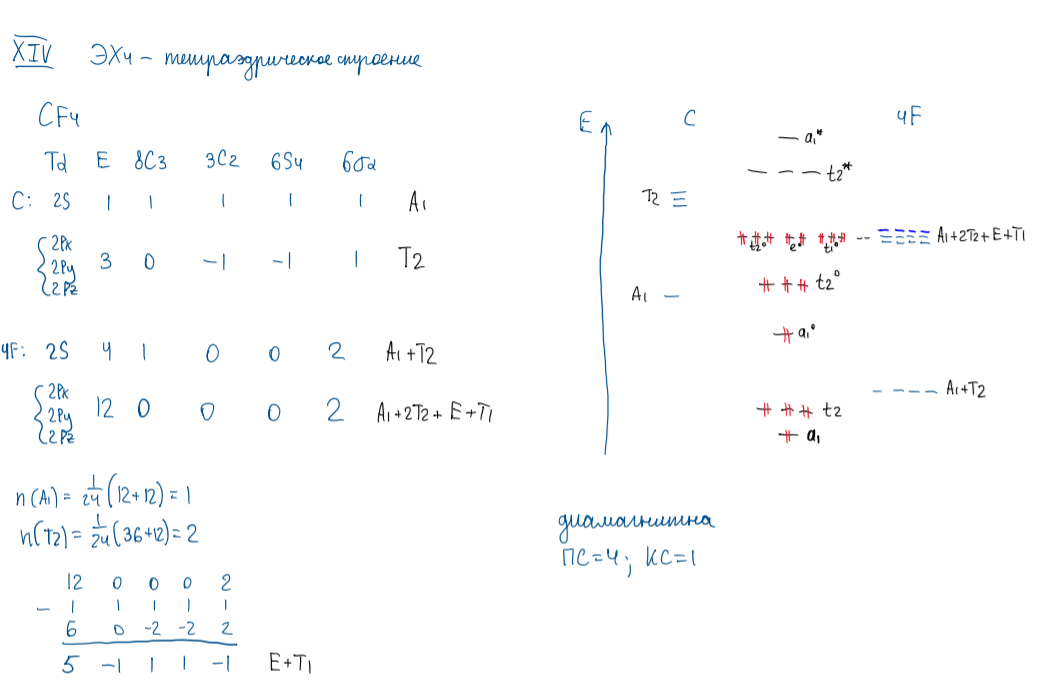 XIV ЭХ4 – тетраэдрическое строение
CF4
Td E 8C3 3C2 6S4 6σd
C: 2S 1 1 1 1 1 A1
2Px
2Py 3 0 -1 -1 1 T2
2Pz
4F: 2S 4 1 0 0 2 A1+T2
2Px
2Py 12 0 0 0 2 A1+2T2+E+T1
2Pz
n(A1) = 1/24 (12+12) = 1
n(T2) = 1/24 (36+12) = 2
12 0 0 0 2
– 1 1 1 1 1
6 0 -2 -2 2
5 -1 1 1 -1 E+T1
E C 4F
a1*
t2*
T2
t2° e° t1° A1+2T2+E+T1
t2°
A1
a1°
A1+T2
t2
a1
диамагнитна
ПС=4; КС=1